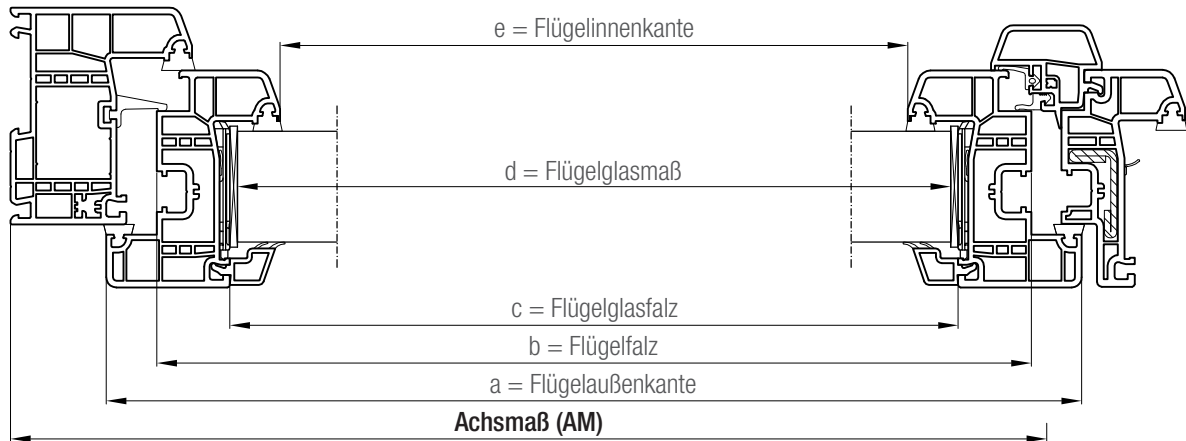 e = Flügelinnenkante
d = Flügelglasmaß
c = Flügelglasfalz
b = Flügelfalz
a = Flügelaußenkante
Achsmaß (AM)